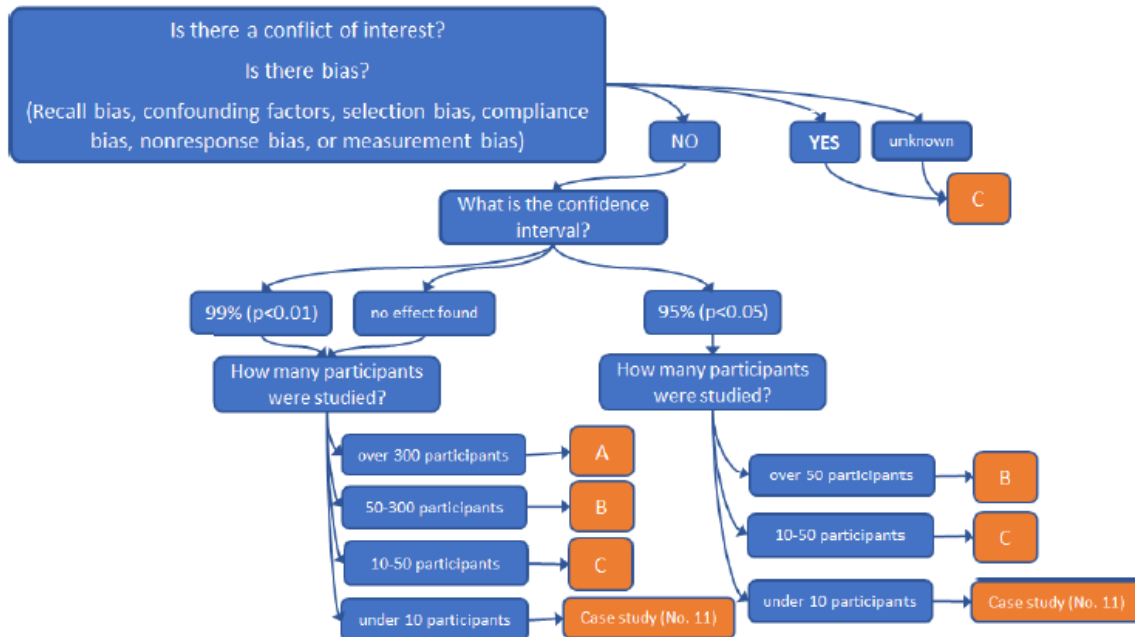 Is there a conflict of interest?
Is there bias?
(Recall bias, confounding factors, selection bias, compliance
bias, nonresponse bias, or measurement bias)
NO
YES
unknown
C
What is the confidence
interval?
99% (p<0.01)
no effect found
95% (p<0.05)
How many participants
were studied?
How many participants
were studied?
over 300 participants
A
50-300 participants
B
10-50 participants
C
under 10 participants
Case study (No. 11)
over 50 participants
B
10-50 participants
C
under 10 participants
Case study (No. 11)